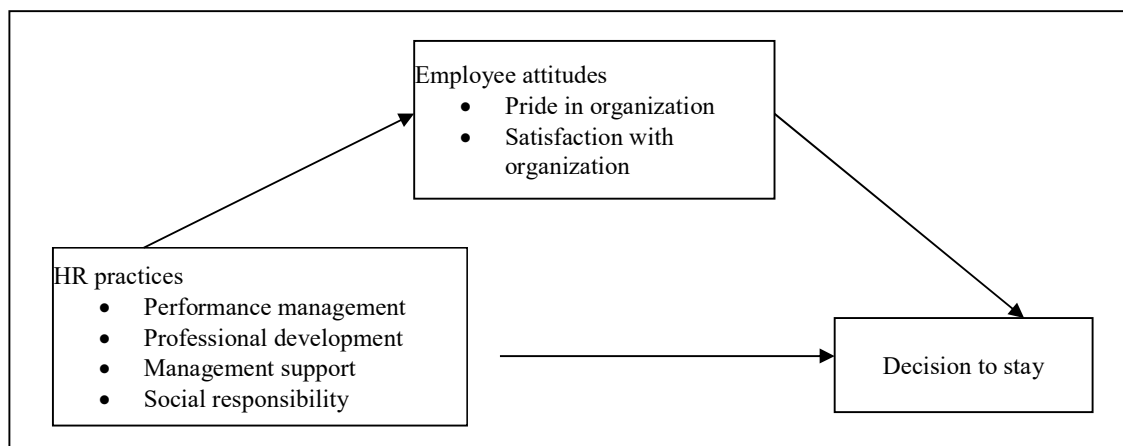 Employee attitudes
• Pride in organization
• Satisfaction with
organization
HR practices
• Performance management
• Professional development
• Management support
• Social responsibility
Decision to stay